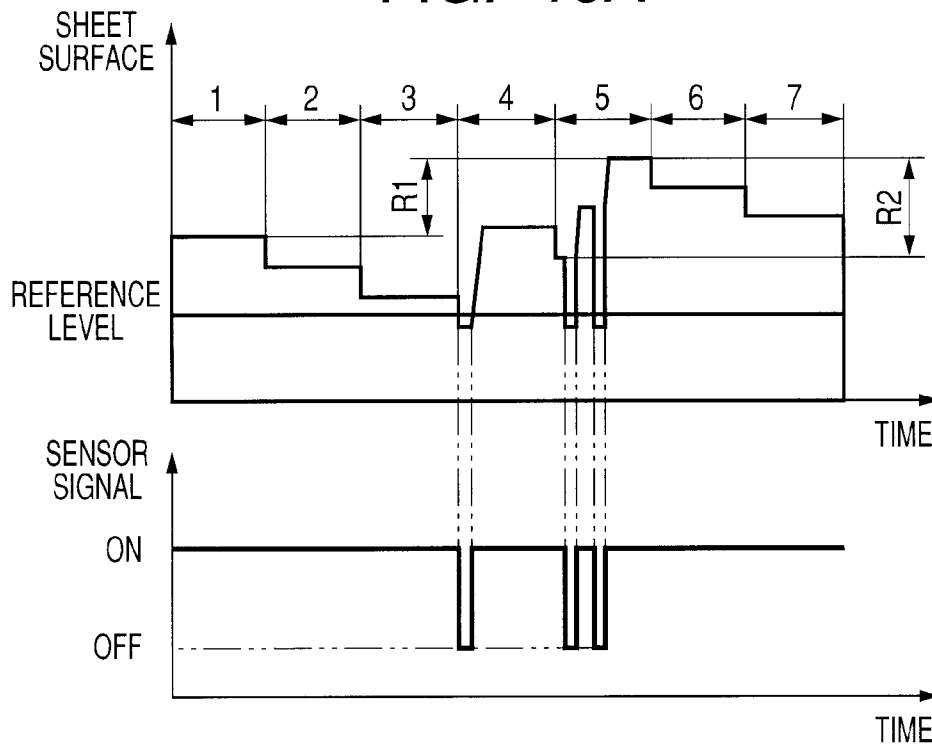 SHEET
SURFACE
1 2 3 4 5 6 7
R1
R2
REFERENCE
LEVEL
TIME
SENSOR
SIGNAL
ON
OFF
TIME